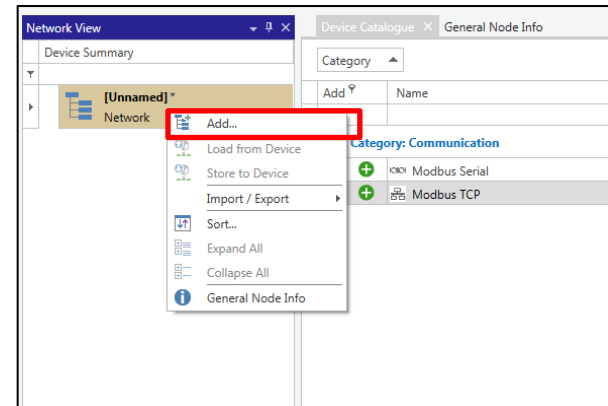 Network View
Device Catalogue
General Node Info
Device Summary
Category
Add
Name
[Unnamed]*
Network
Add...
Category: Communication
Load from Device
Modbus Serial
Store to Device
Modbus TCP
Import / Export
Sort...
Expand All
Collapse All
General Node Info